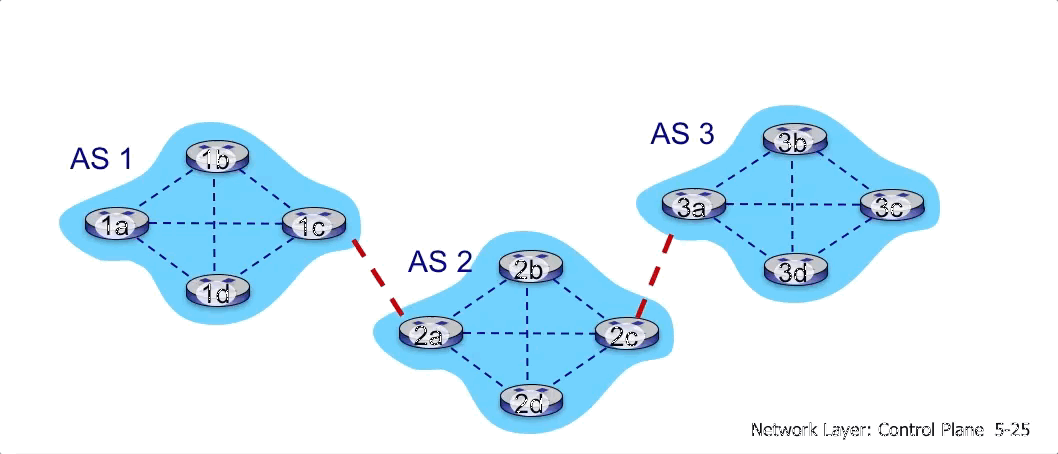 AS 1
1b
1a
1c
1d
AS 2
2b
2a
2c
2d
AS 3
3b
3a
3c
3d
Network Layer: Control Plane 5-25